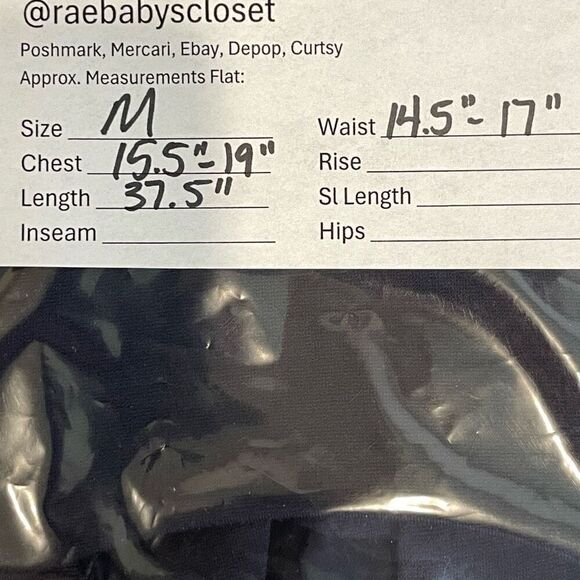 @raebabyscloset
Poshmark, Mercari, Ebay, Depop, Curtsy
Approx. Measurements Flat:
Size M Waist 14.5"- 17"
Chest 15.5"-19" Rise
Length 37.5" Sl Length
Inseam Hips